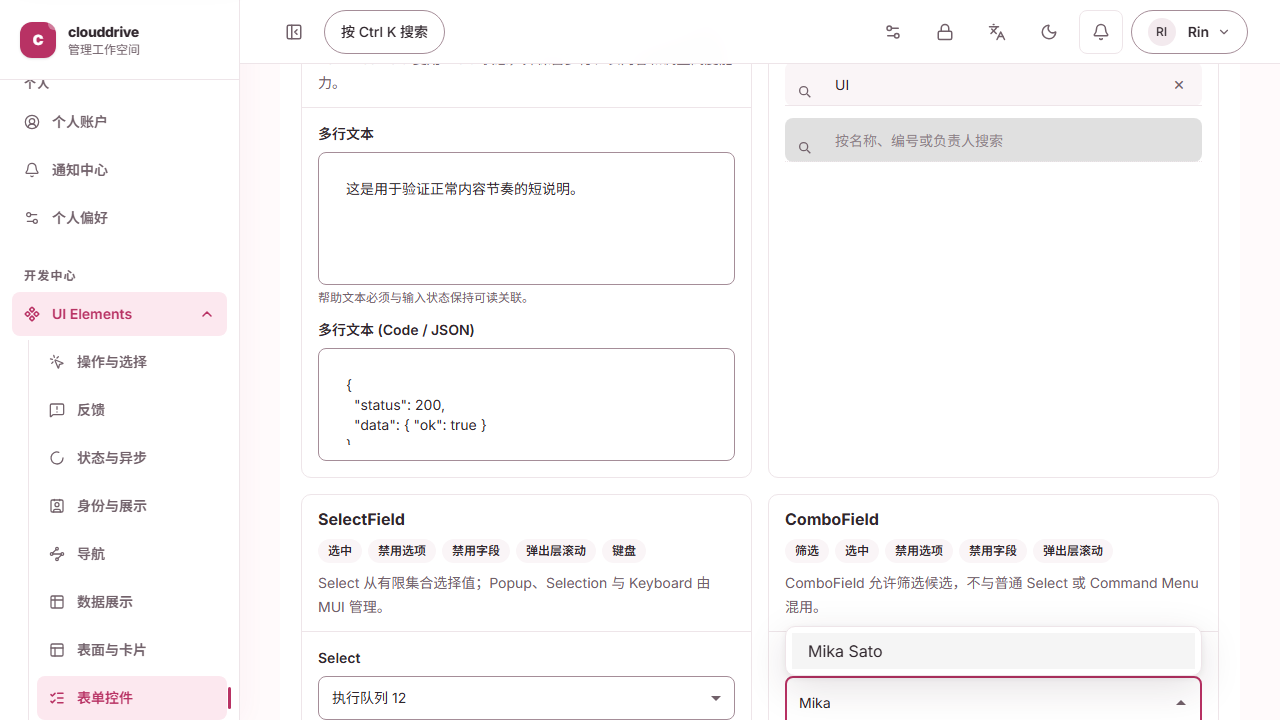 c
clouddrive
管理工作空间
按 Ctrl K 搜索
RI
Rin
个人
个人账户
通知中心
个人偏好
开发中心
UI Elements
操作与选择
反馈
状态与异步
身份与展示
导航
数据展示
表面与卡片
表单控件
力。
多行文本
这是用于验证正常内容节奏的短说明。
帮助文本必须与输入状态保持可读关联。
多行文本 (Code / JSON)
{
"status": 200,
"data": { "ok": true }
}
UI
按名称、编号或负责人搜索
SelectField
选中
禁用选项
禁用字段
弹出层滚动
键盘
Select 从有限集合选择值；Popup、Selection 与 Keyboard 由
MUI 管理。
Select
执行队列 12
ComboField
筛选
选中
禁用选项
禁用字段
弹出层滚动
ComboField 允许筛选候选，不与普通 Select 或 Command Menu
混用。
Mika Sato
Mika